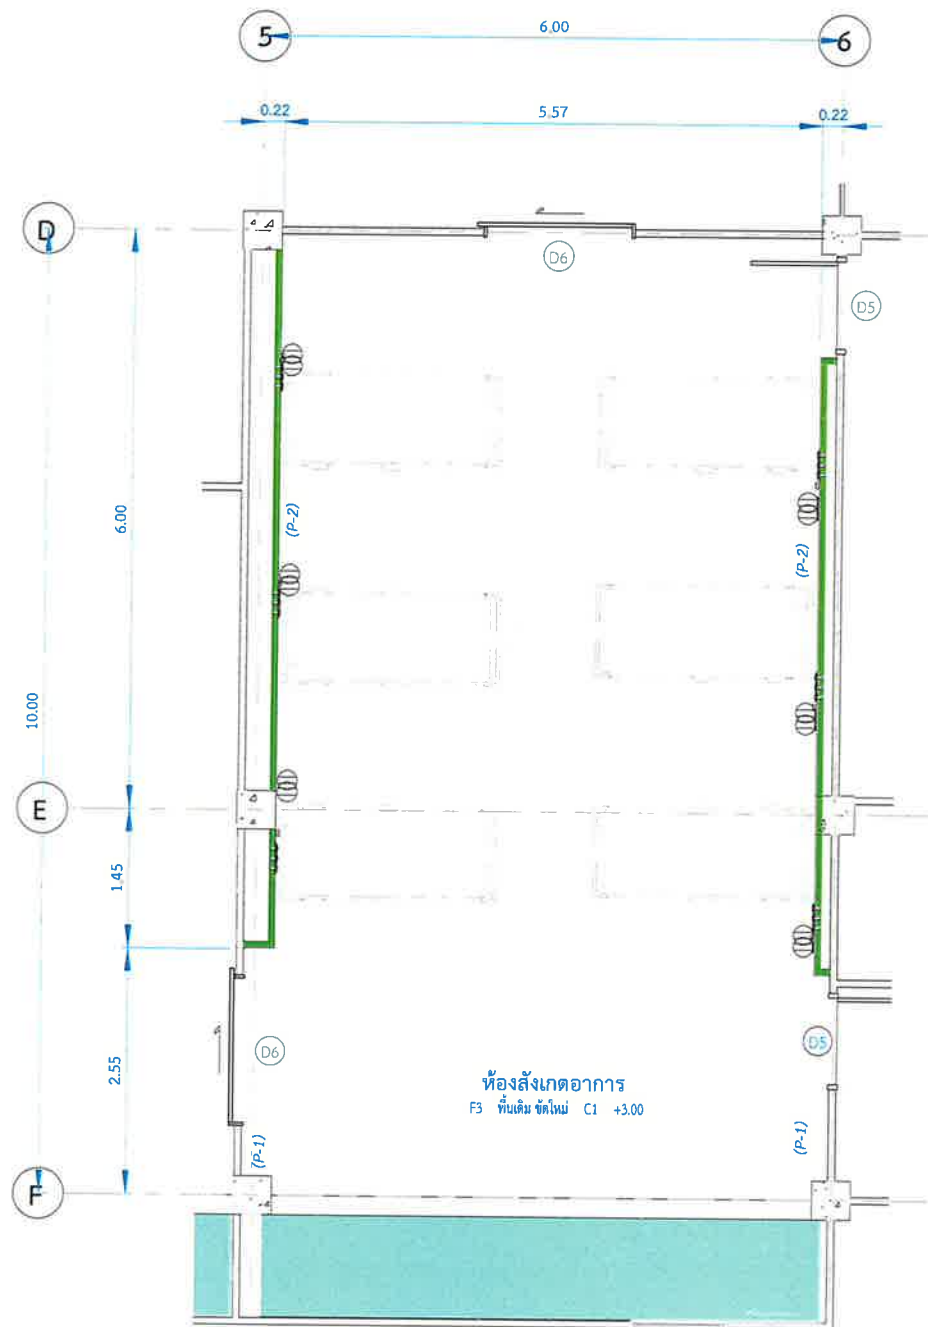 5
6.00
6
0.22
5.57
0.22
D
D6
D5
(P-2)
6.00
(P-2)
10.00
E
1.45
2.55
D6
D5
ห้องสังเกตอาการ
F3 พื้นเดิม ขัดใหม่ C1 +3.00
(P-1)
(P-1)
F